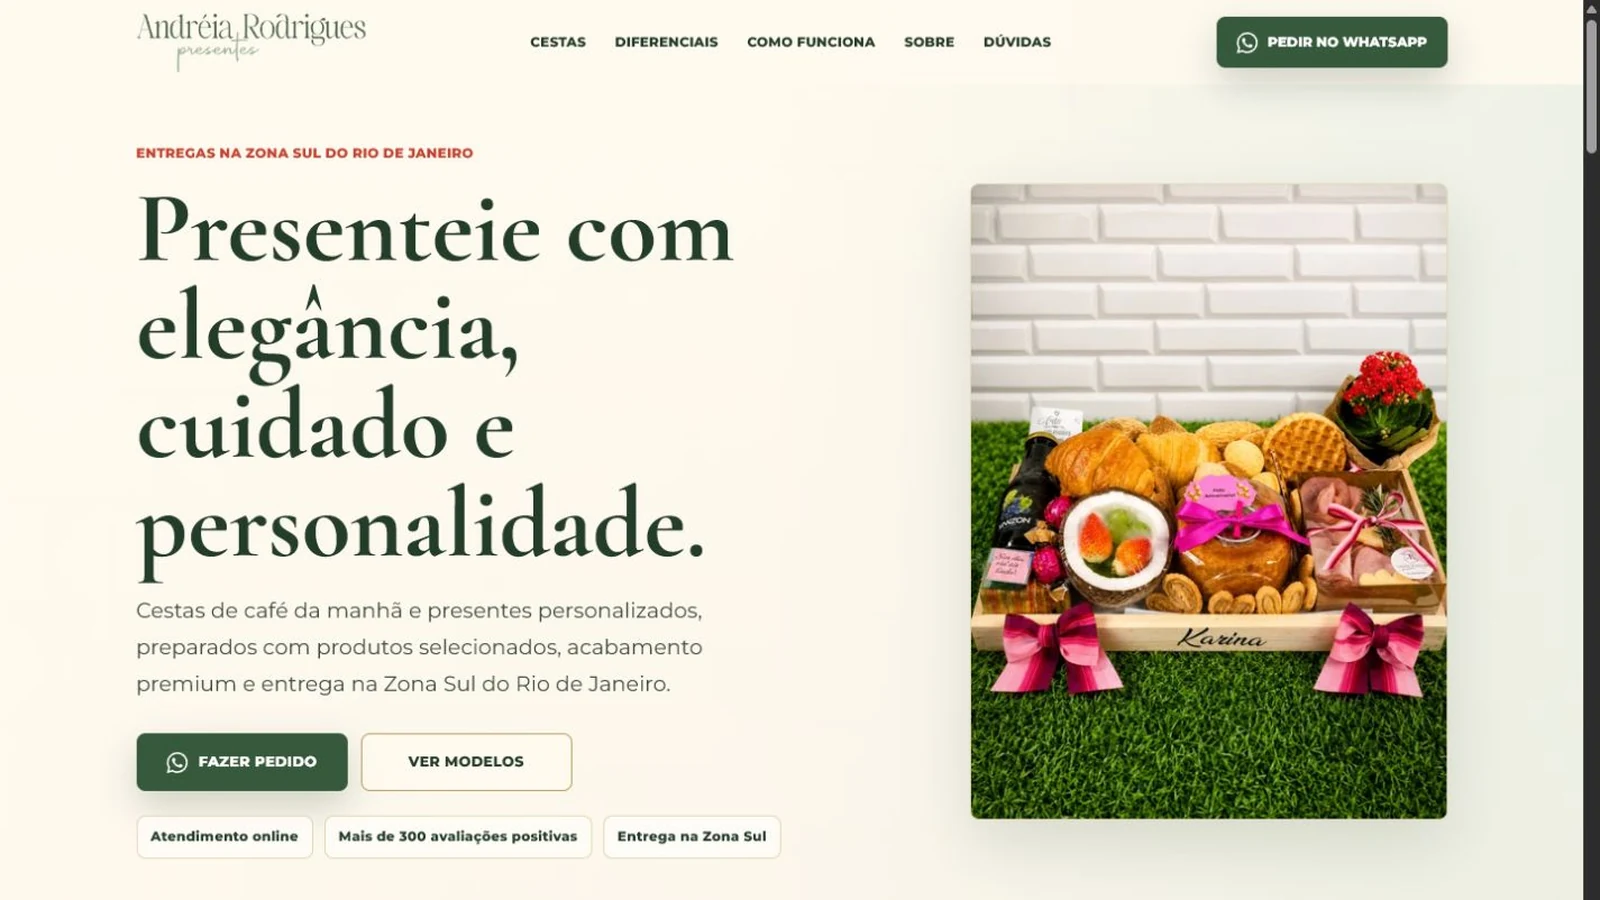 Andréia Rodrigues
presentes
CESTAS DIFERENCIAIS COMO FUNCIONA SOBRE DÚVIDAS
PEDIR NO WHATSAPP
ENTREGAS NA ZONA SUL DO RIO DE JANEIRO
Presenteie com
elegância,
cuidado e
personalidade.
Cestas de café da manhã e presentes personalizados,
preparados com produtos selecionados, acabamento
premium e entrega na Zona Sul do Rio de Janeiro.
FAZER PEDIDO
VER MODELOS
Atendimento online
Mais de 300 avaliações positivas
Entrega na Zona Sul
Karina